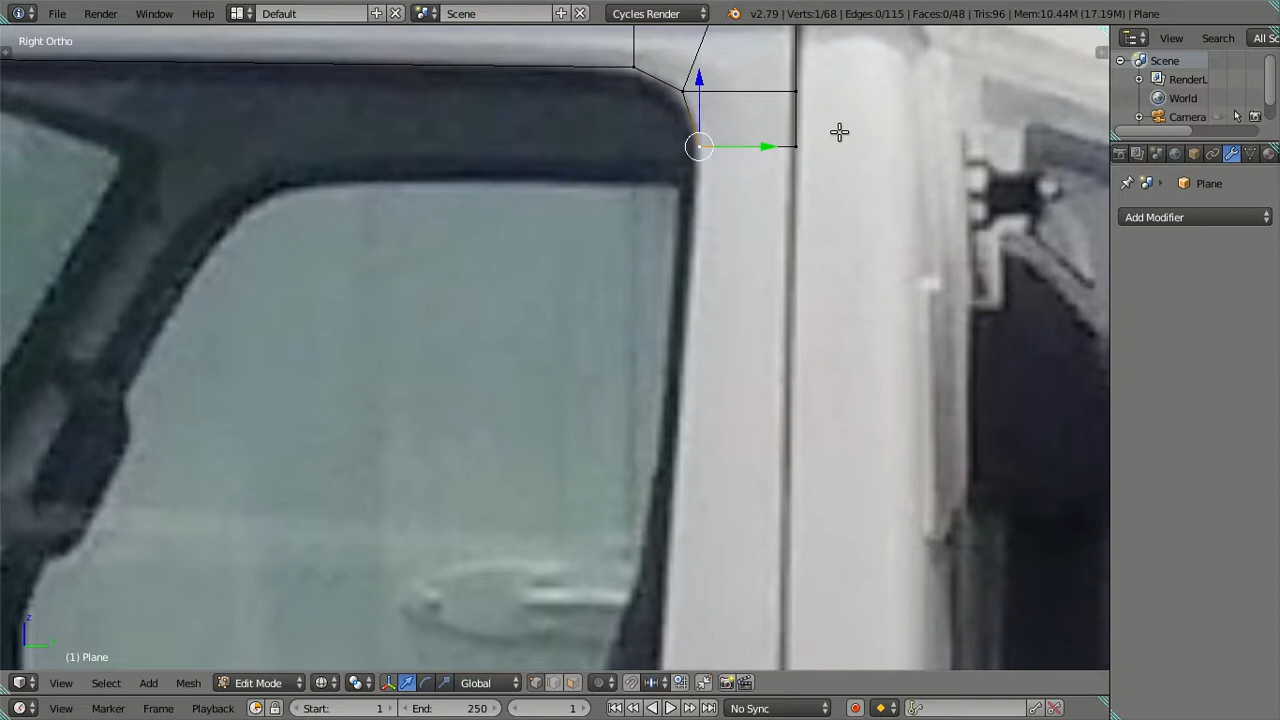 File Render Window Help Default Scene Cycles Render v2.79 | Verts:1/68 | Edges:0/115 | Faces:0/48 | Tris:96 | Mem:10.44M (17.19M) | Plane
Right Ortho
View Search All Sc
Scene
RenderL
World
Camera
Plane
Add Modifier
z
(1) Plane
View Select Add Mesh Edit Mode Global
View Marker Frame Playback Start: 1 End: 250 1 No Sync